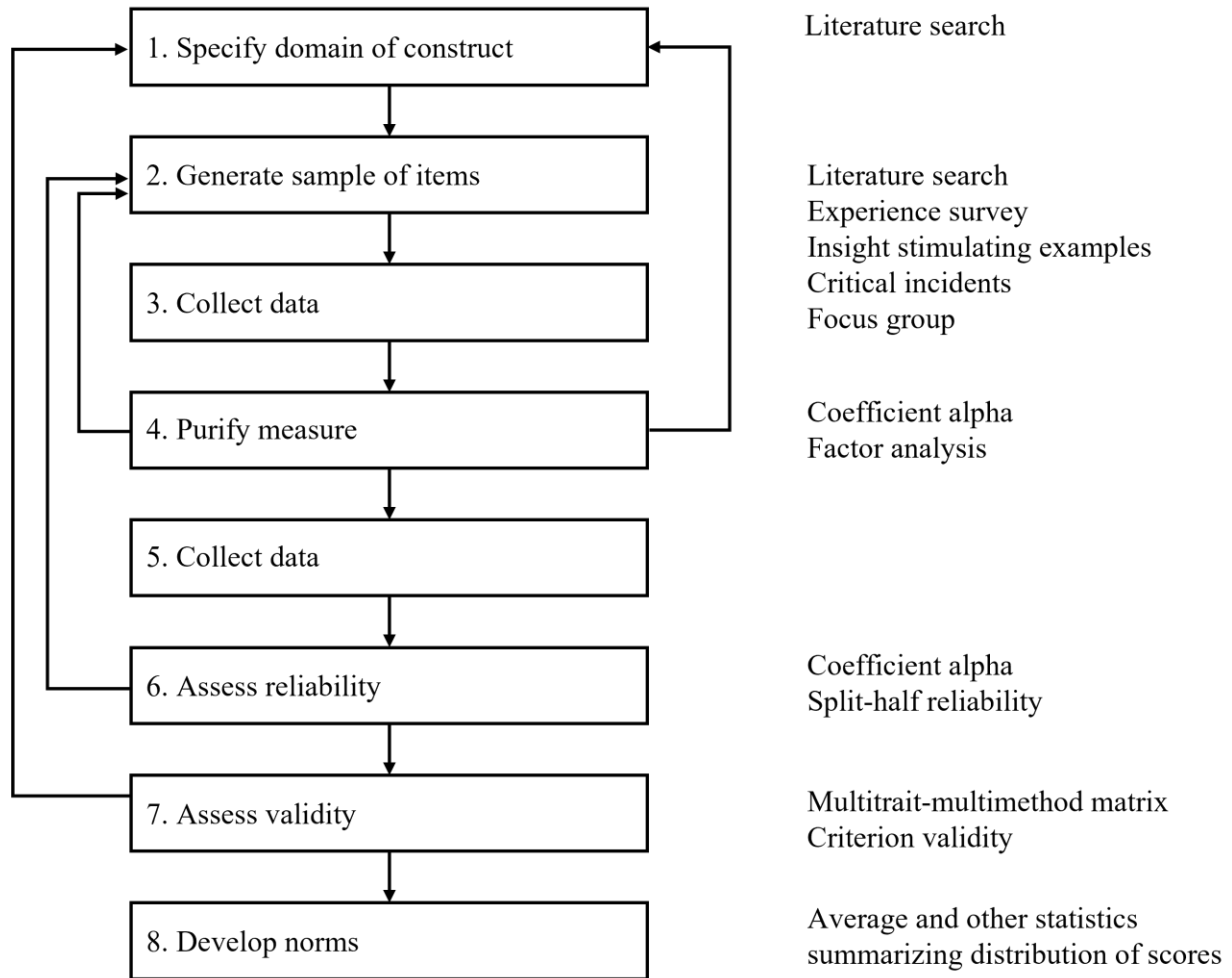 1. Specify domain of construct
Literature search
2. Generate sample of items
Literature search
Experience survey
Insight stimulating examples
Critical incidents
Focus group
3. Collect data
4. Purify measure
Coefficient alpha
Factor analysis
5. Collect data
6. Assess reliability
Coefficient alpha
Split-half reliability
7. Assess validity
Multitrait-multimethod matrix
Criterion validity
8. Develop norms
Average and other statistics
summarizing distribution of scores